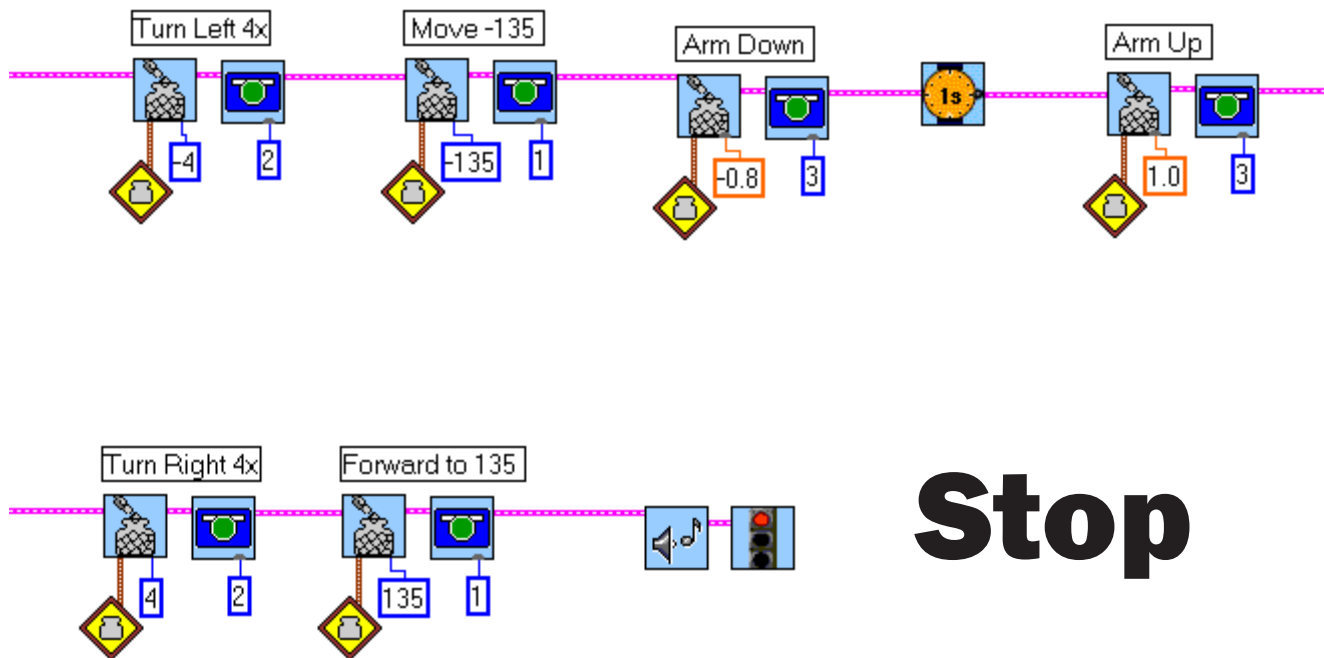 Turn Left 4x
Move -135
Arm Down
Arm Up
1s
-4
2
-135
1
-0.8
3
1.0
3
Turn Right 4x
Forward to 135
Stop
4
2
135
1